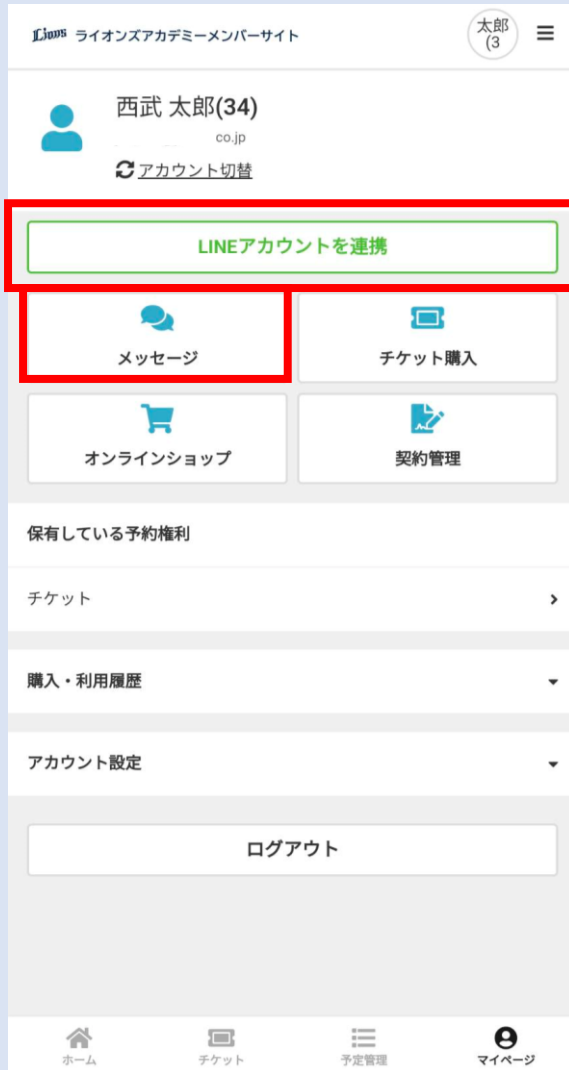 Lions ライオンズアカデミーメンバーサイト
太郎
(3
西武 太郎(34)
co.jp
アカウント切替
LINEアカウントを連携
メッセージ
チケット購入
オンラインショップ
契約管理
保有している予約権利
チケット
購入・利用履歴
アカウント設定
ログアウト
ホーム
チケット
予定管理
マイページ